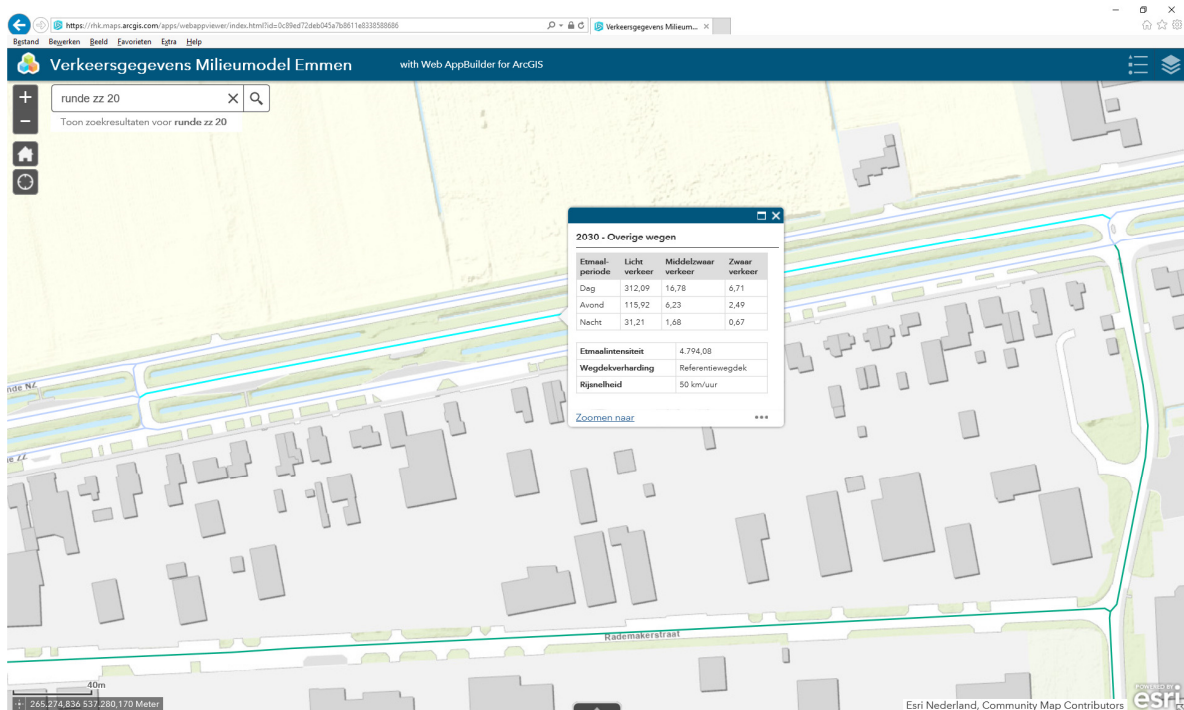 https://rhk.maps.arcgis.com/apps/webappviewer/index.html?id=0c89ed72deb045a7b8611e8338588686
Verkeersgegevens Milieum...
Bestand Bewerken Beeld Favorieten Extra Help
Verkeersgegevens Milieumodel Emmen with Web AppBuilder for ArcGIS
runde zz 20
Toon zoekresultaten voor runde zz 20
2030 - Overige wegen
Etmaal-periode Licht verkeer Middelzwaar verkeer Zwaar verkeer
Dag 312,09 16,78 6,71
Avond 115,92 6,23 2,49
Nacht 31,21 1,68 0,67
Etmaalintensiteit 4.794,08
Wegdekverharding Referentiewegdek
Rijsnelheid 50 km/uur
Zoomen naar
nde NZ
e ZZ
Rademakerstraat
40m
265.274,836 537.280,170 Meter
Esri Nederland, Community Map Contributors
POWERED BY
esri